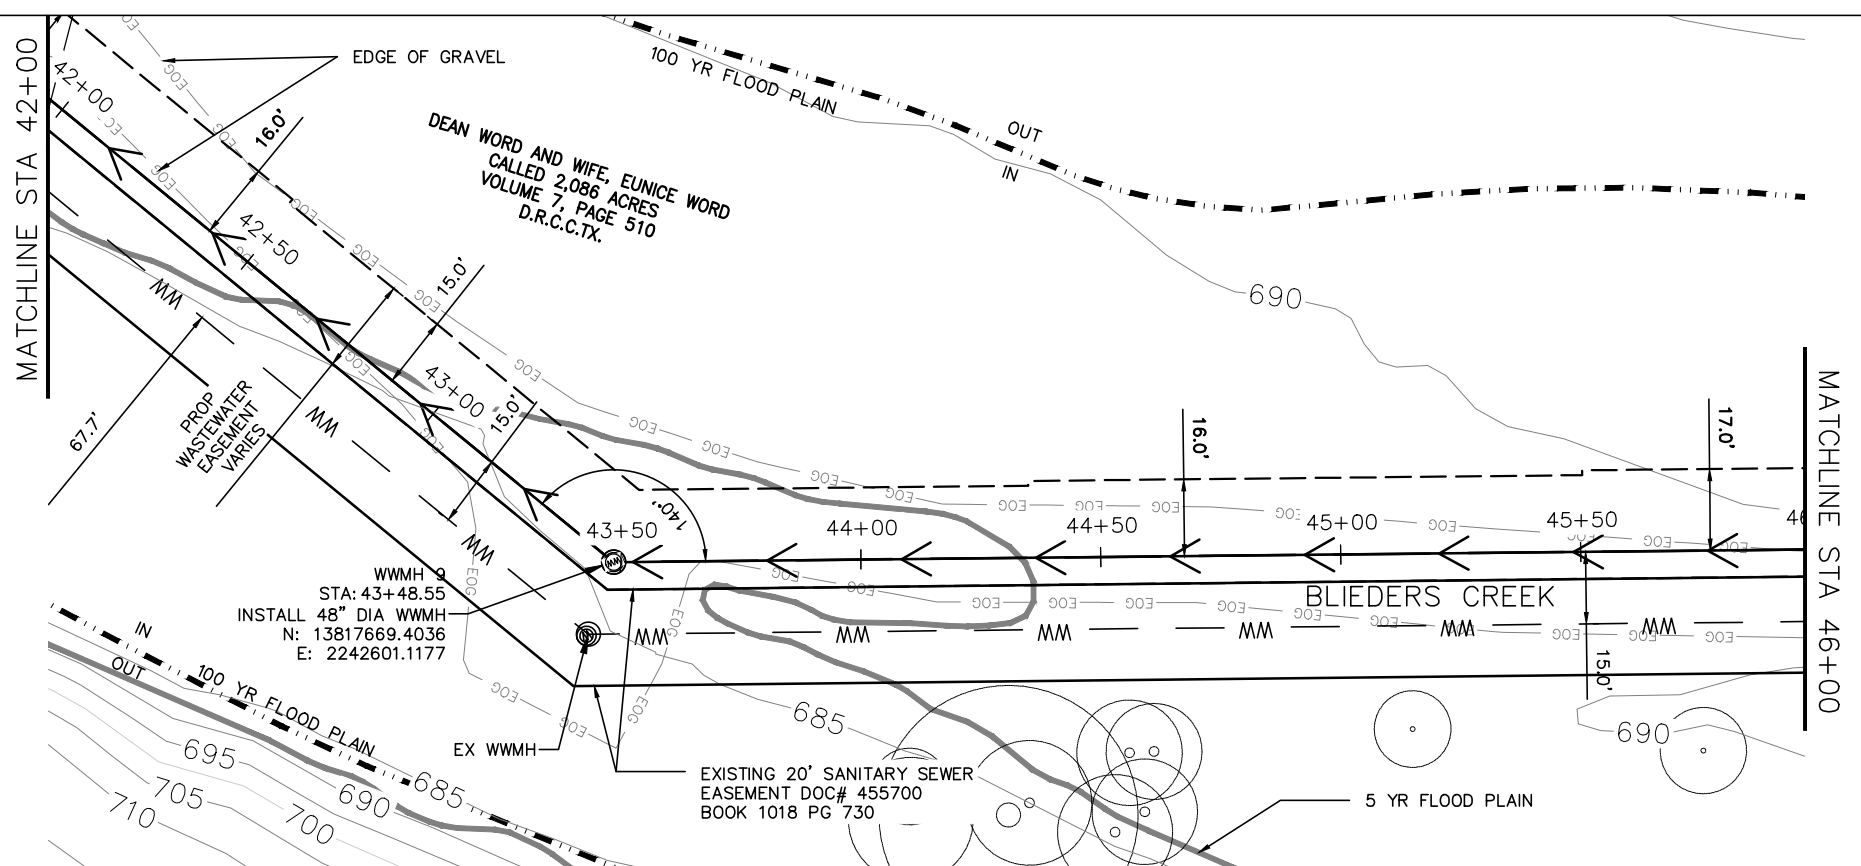 MATCHLINE STA 42+00
EDGE OF GRAVEL
EOG
42+00
16.0'
DEAN WORD AND WIFE, EUNICE WORD
CALLED 2,086 ACRES
VOLUME 7, PAGE 510
D.R.C.C.TX.
100 YR FLOOD PLAIN
OUT
IN
42+50
15.0'
43+00
15.0'
690
67.7'
PROP
WASTEWATER
EASEMENT
VARIES
140°
16.0'
17.0'
43+50
44+00
44+50
45+00
45+50
MATCHLINE STA 46+00
BLIEDERS CREEK
WWMH 9
STA: 43+48.55
INSTALL 48" DIA WWMH
N: 13817669.4036
E: 2242601.1177
WW
15.0'
IN
OUT
100 YR FLOOD PLAIN
EX WWMH
685
690
695
705
710
700
690
685
EXISTING 20' SANITARY SEWER
EASEMENT DOC# 455700
BOOK 1018 PG 730
5 YR FLOOD PLAIN